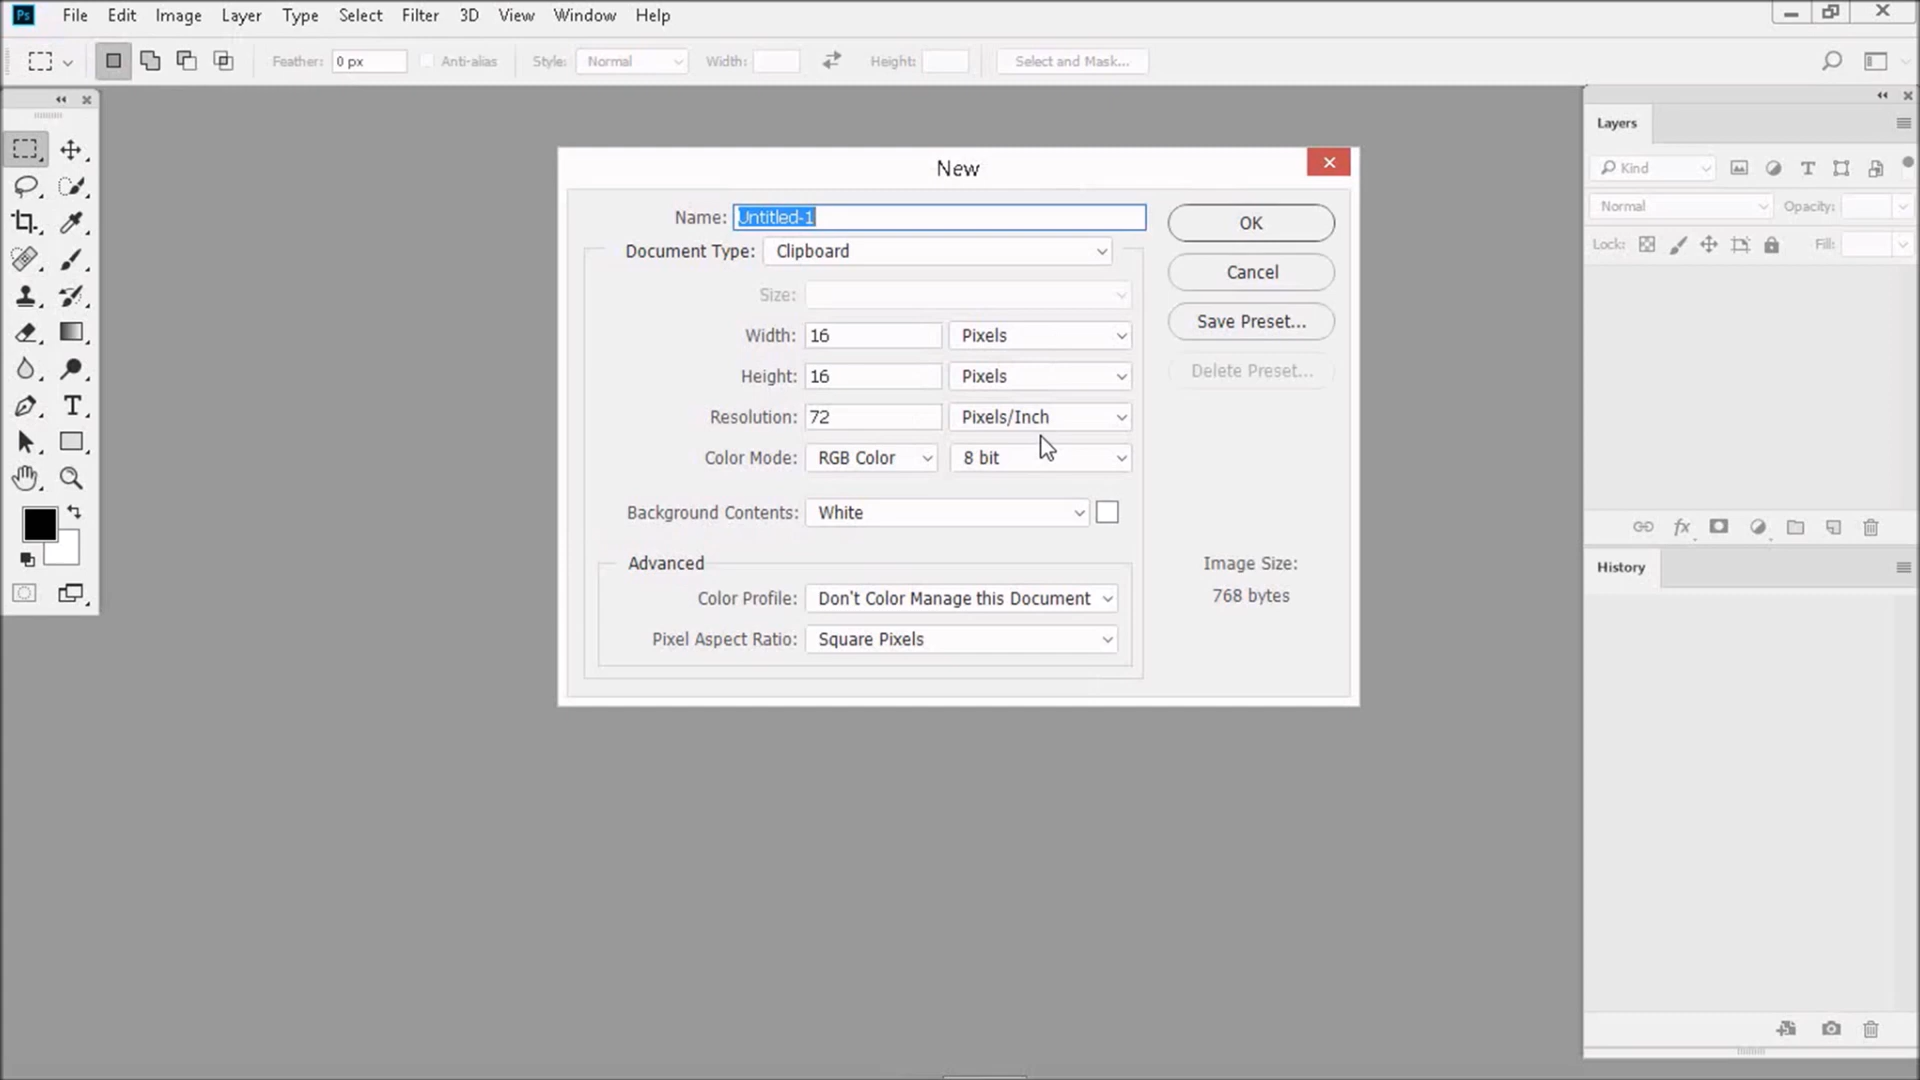 Ps File Edit Image Layer Type Select Filter 3D View Window Help
Feather: 0 px Anti-alias Style: Normal Width: Height: Select and Mask...
Layers
Kind
Normal Opacity:
Lock: Fill:
History
New
Name: Untitled-1
OK
Document Type: Clipboard
Cancel
Size:
Save Preset...
Width: 16 Pixels
Height: 16 Pixels
Delete Preset...
Resolution: 72 Pixels/Inch
Color Mode: RGB Color 8 bit
Background Contents: White
Advanced
Image Size:
768 bytes
Color Profile: Don't Color Manage this Document
Pixel Aspect Ratio: Square Pixels